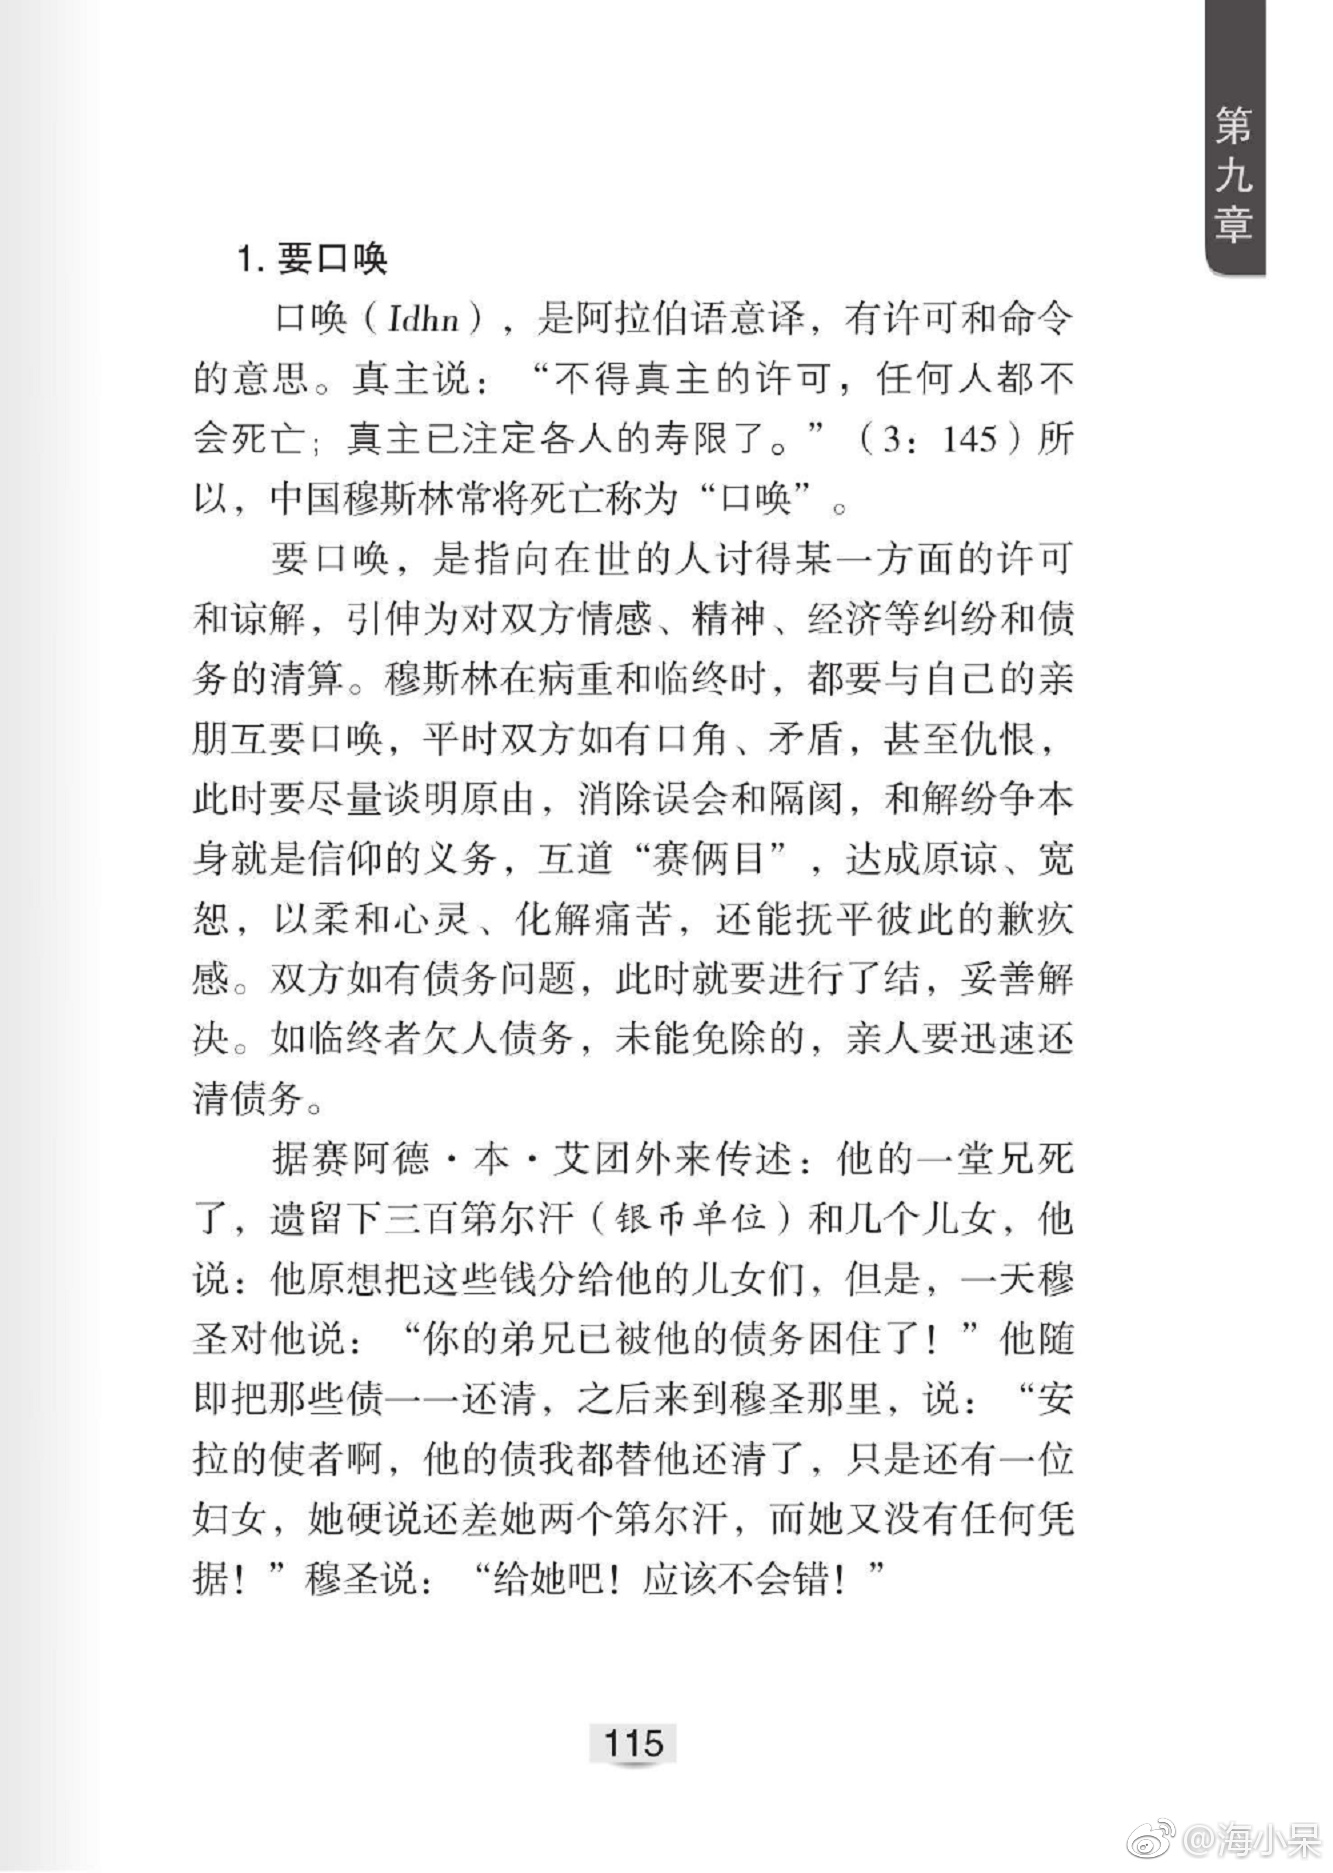 第九章
1. 要口唤
口唤（Idhn），是阿拉伯语意译，有许可和命令
的意思。真主说：“不得真主的许可，任何人都不
会死亡；真主已注定各人的寿限了。”（3：145）所
以，中国穆斯林常将死亡称为“口唤”。
要口唤，是指向在世的人讨得某一方面的许可
和谅解，引伸为对双方情感、精神、经济等纠纷和债
务的清算。穆斯林在病重和临终时，都要与自己的亲
朋互要口唤，平时双方如有口角、矛盾，甚至仇恨，
此时要尽量谈明原由，消除误会和隔阂，和解纷争本
身就是信仰的义务，互道“赛俩目”，达成原谅、宽
恕，以柔和心灵、化解痛苦，还能抚平彼此的歉疚
感。双方如有债务问题，此时就要进行了结，妥善解
决。如临终者欠人债务，未能免除的，亲人要迅速还
清债务。
据赛阿德·本·艾团外来传述：他的一堂兄死
了，遗留下三百第尔汗（银币单位）和几个儿女，他
说：他原想把这些钱分给他的儿女们，但是，一天穆
圣对他说：“你的弟兄已被他的债务困住了！”他随
即把那些债一一还清，之后来到穆圣那里，说：“安
拉的使者啊，他的债我都替他还清了，只是还有一位
妇女，她硬说还差她两个第尔汗，而她又没有任何凭
据！”穆圣说：“给她吧！应该不会错！”
115
@海小呆